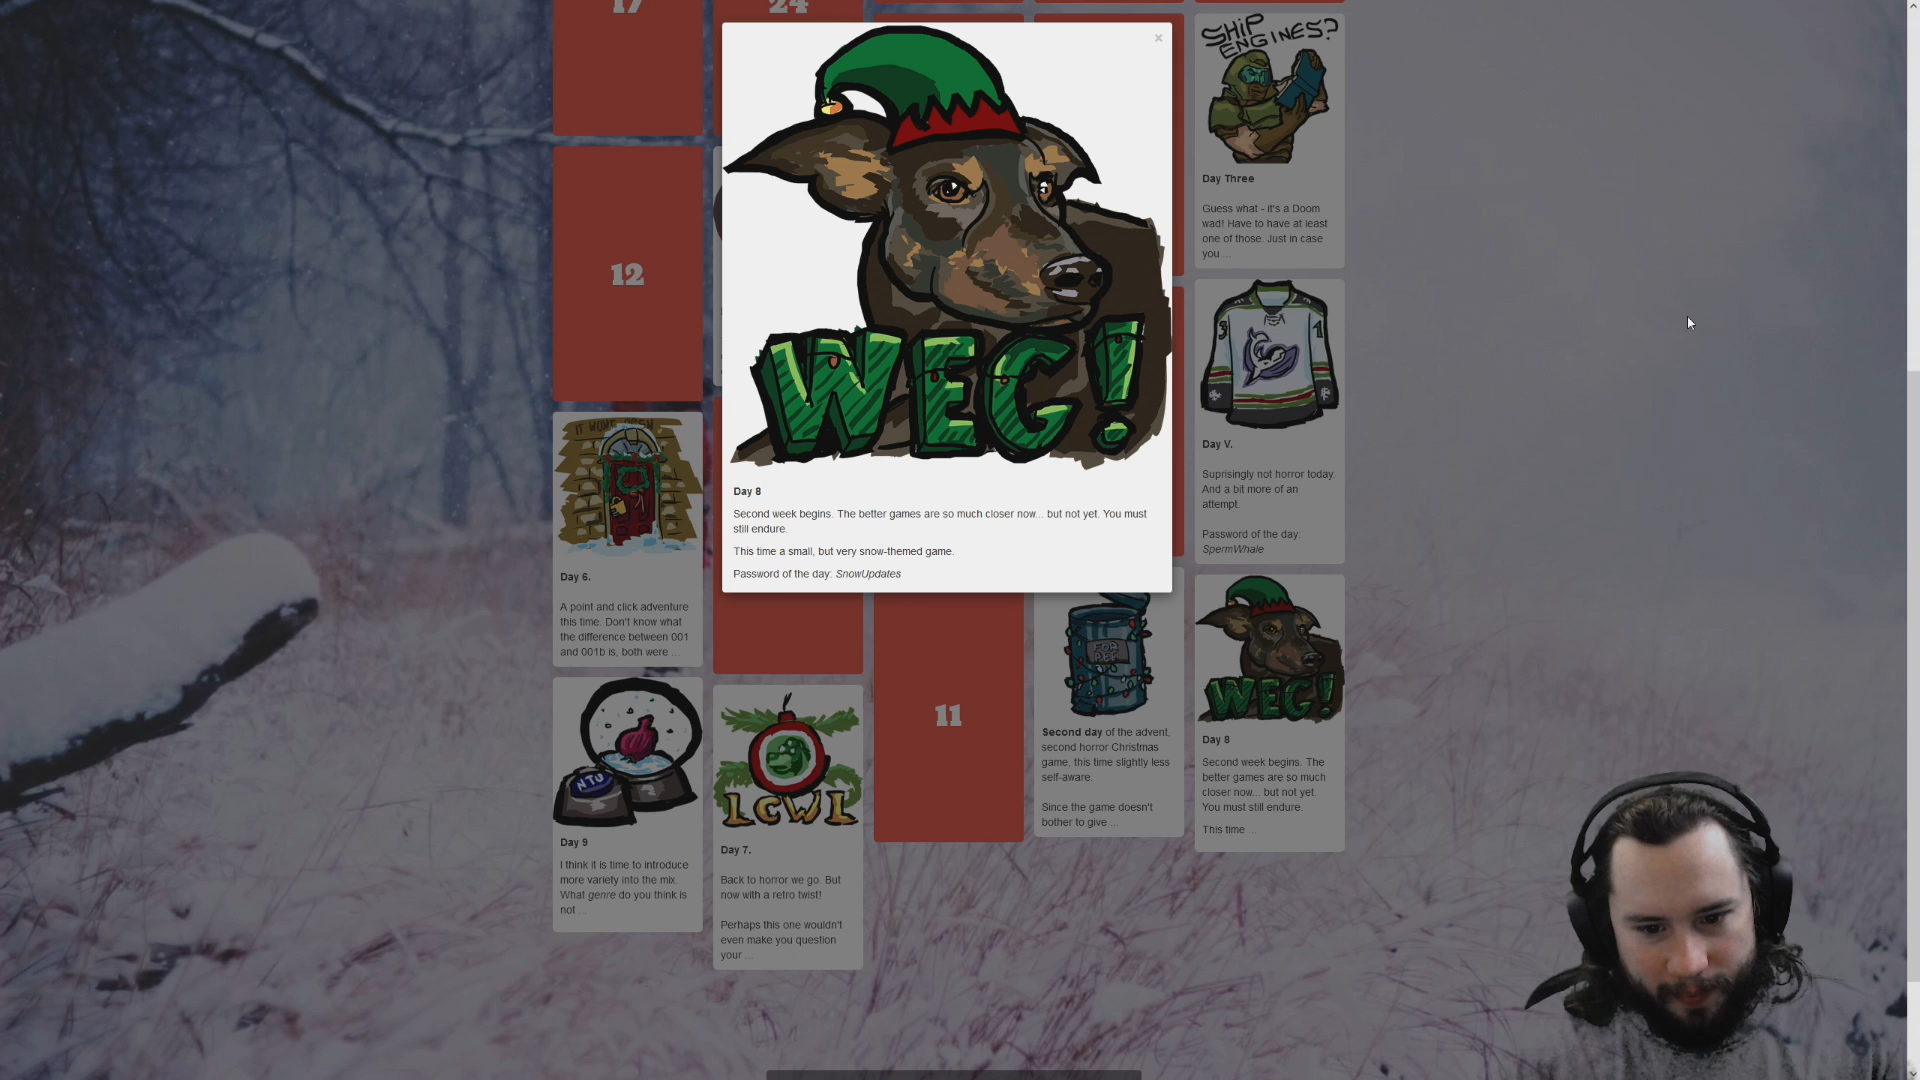 17
24
SHIP
ENGINES?
Day Three
Guess what - it's a Doom
wad! Have to have at least
one of those. Just in case
you ...
12
WEG!
Day 8
Second week begins. The better games are so much closer now... but not yet. You must
still endure.
This time a small, but very snow-themed game.
Password of the day: SnowUpdates
3 1
Day V.
Suprisingly not horror today.
And a bit more of an
attempt.
Password of the day:
SpermWhale
IT WONT OPEN
Day 6.
A point and click adventure
this time. Don't know what
the difference between 001
and 001b is, both were ...
11
FOR
Second day of the advent,
second horror Christmas
game, this time slightly less
self-aware.
Since the game doesn't
bother to give ...
WEG!
Day 8
Second week begins. The
better games are so much
closer now... but not yet.
You must still endure.
This time ...
NTU
Day 9
I think it is time to introduce
more variety into the mix.
What genre do you think is
not ...
LCWL
Day 7.
Back to horror we go. But
now with a retro twist!
Perhaps this one wouldn't
even make you question
your ...